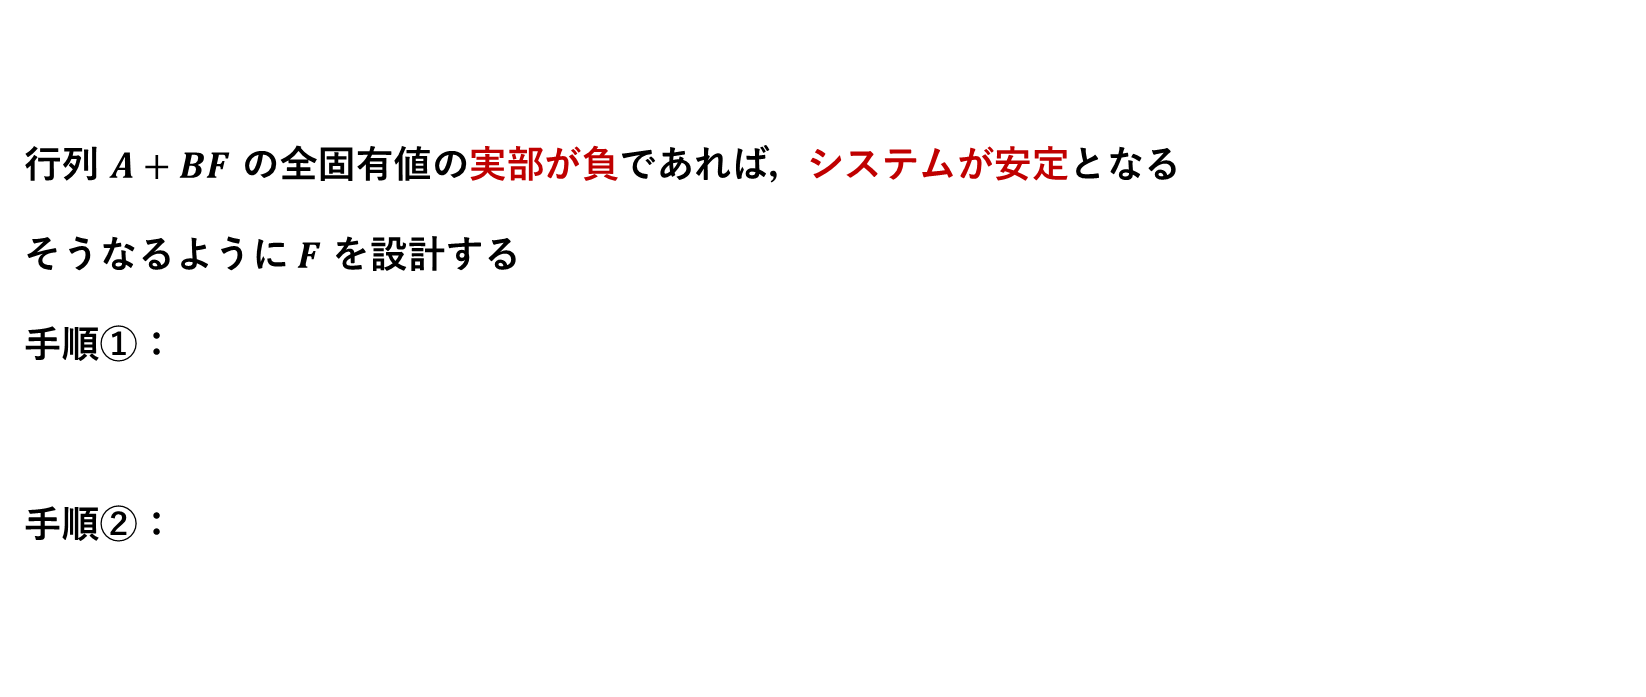 行列 A + BF の全固有値の実部が負であれば，システムが安定となる
そうなるように F を設計する
手順①：
手順②：